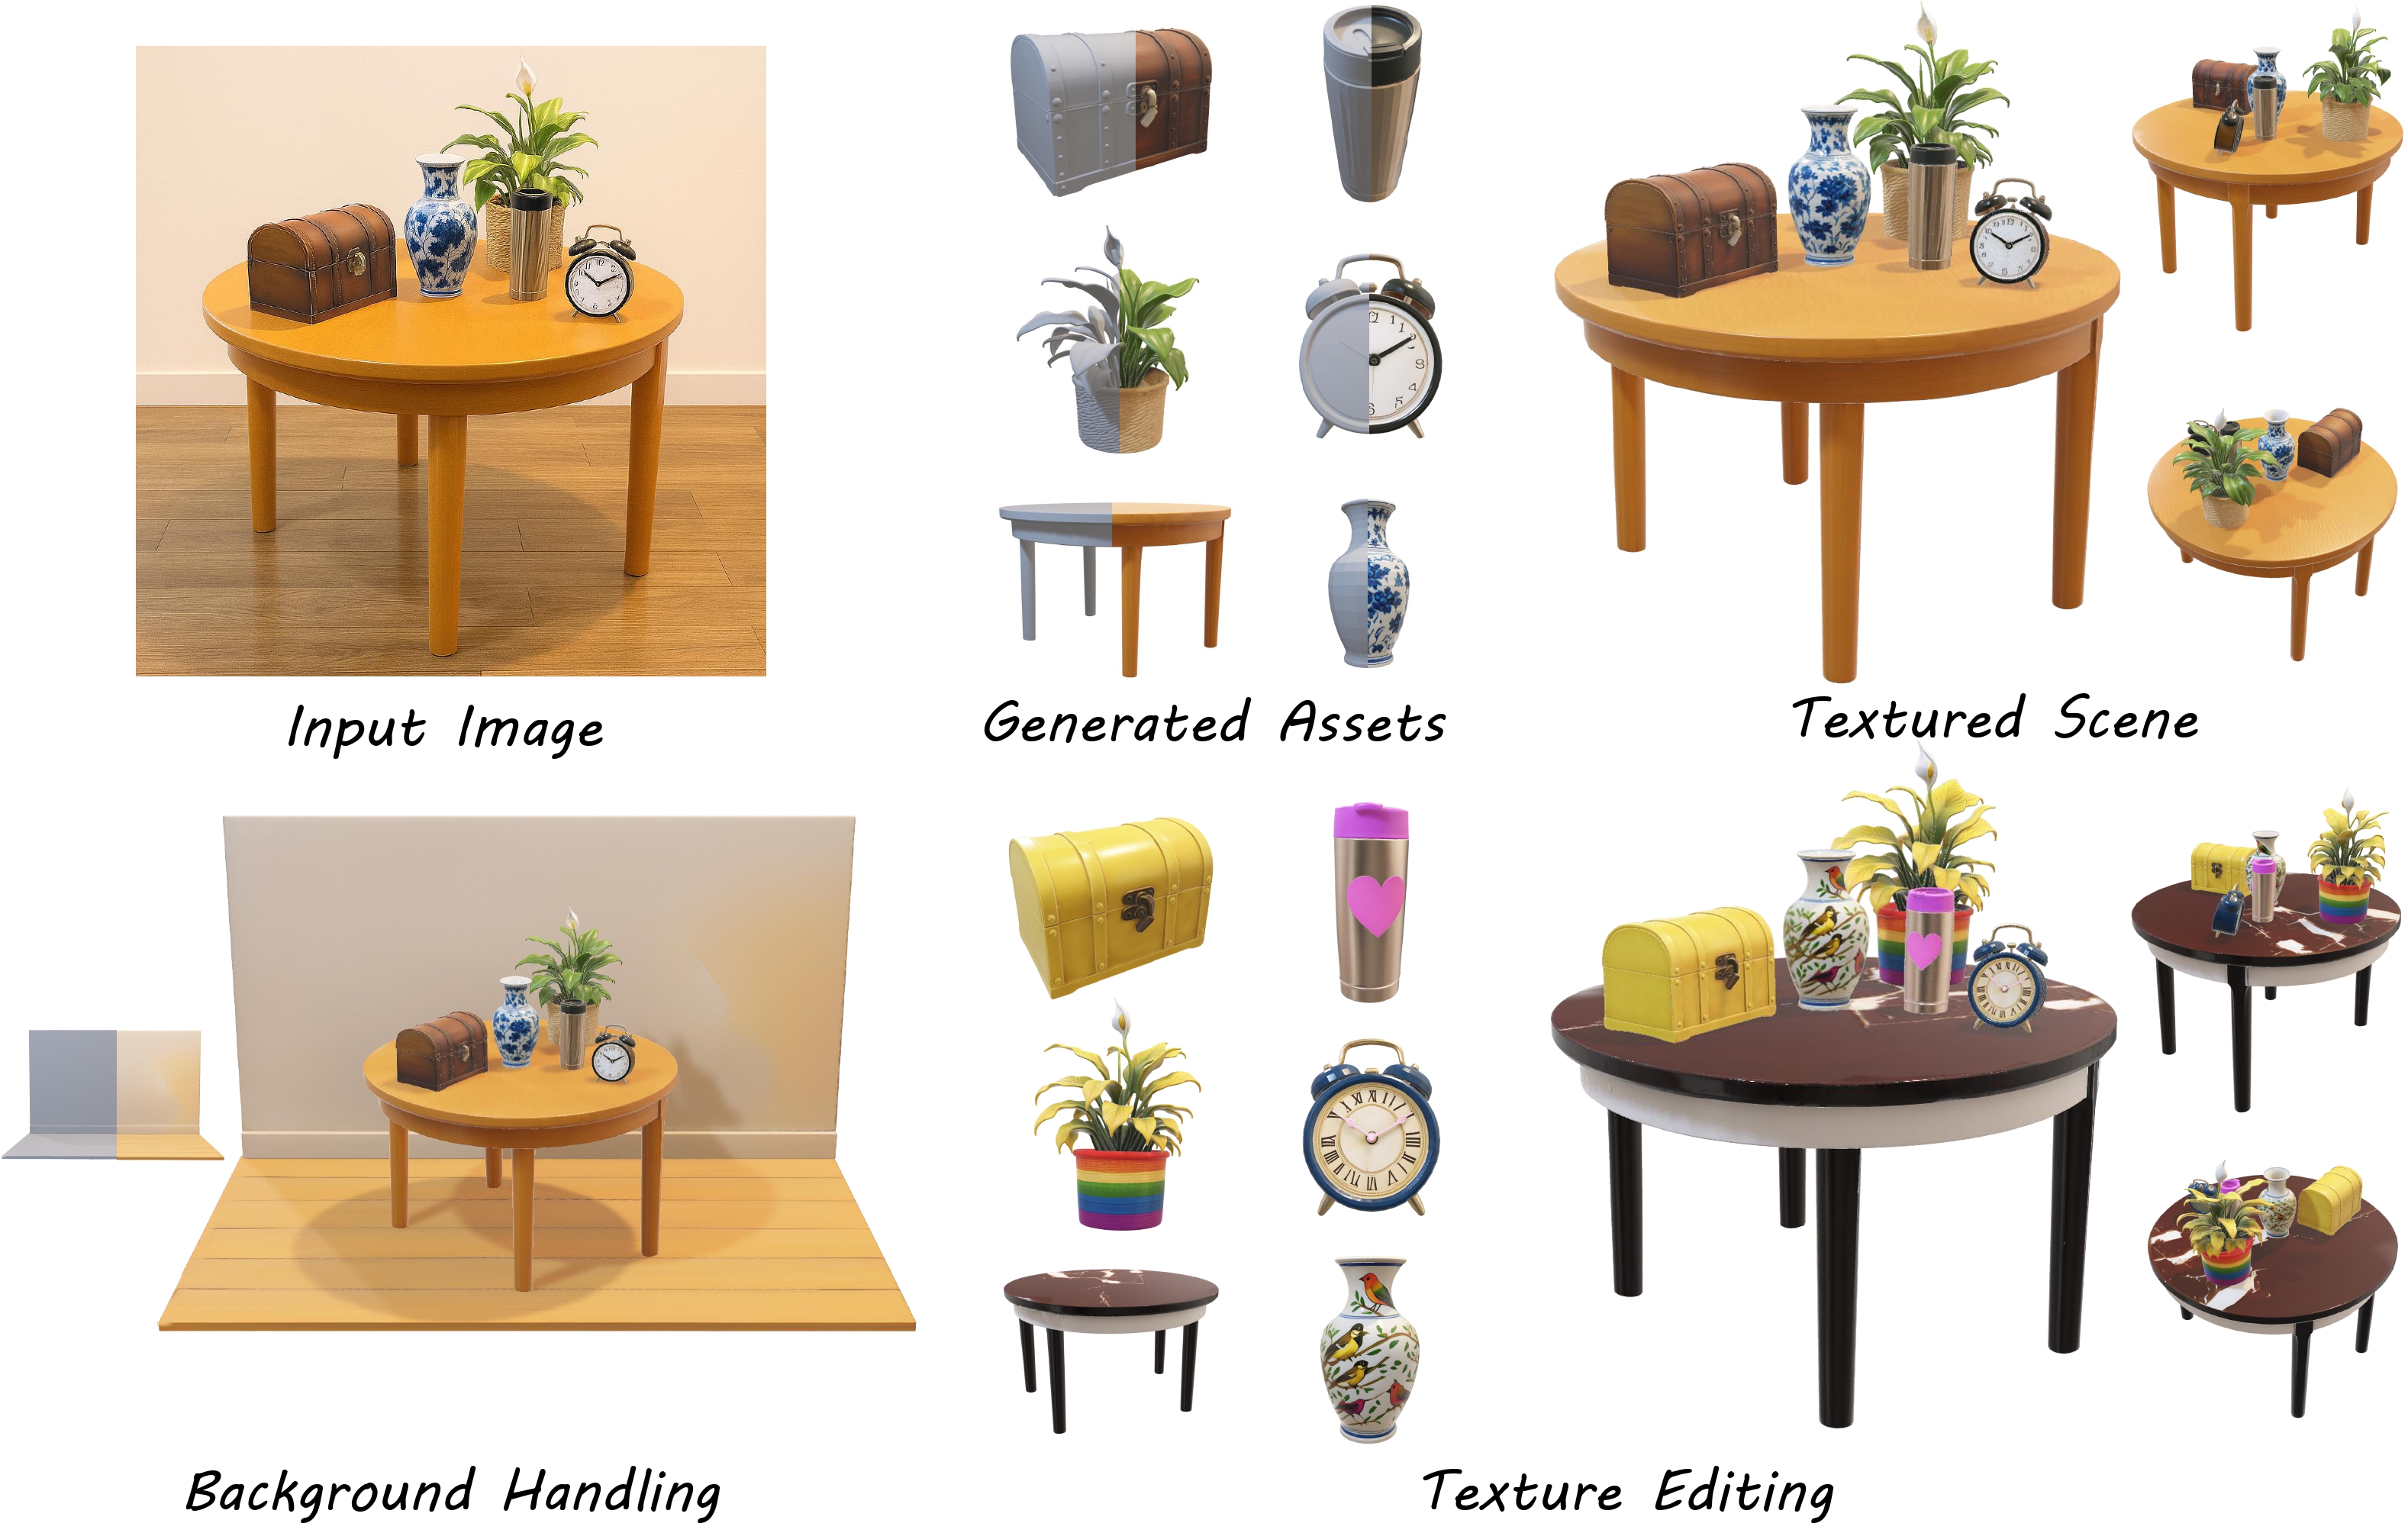 Input Image
Generated Assets
Textured Scene
Background Handling
Texture Editing